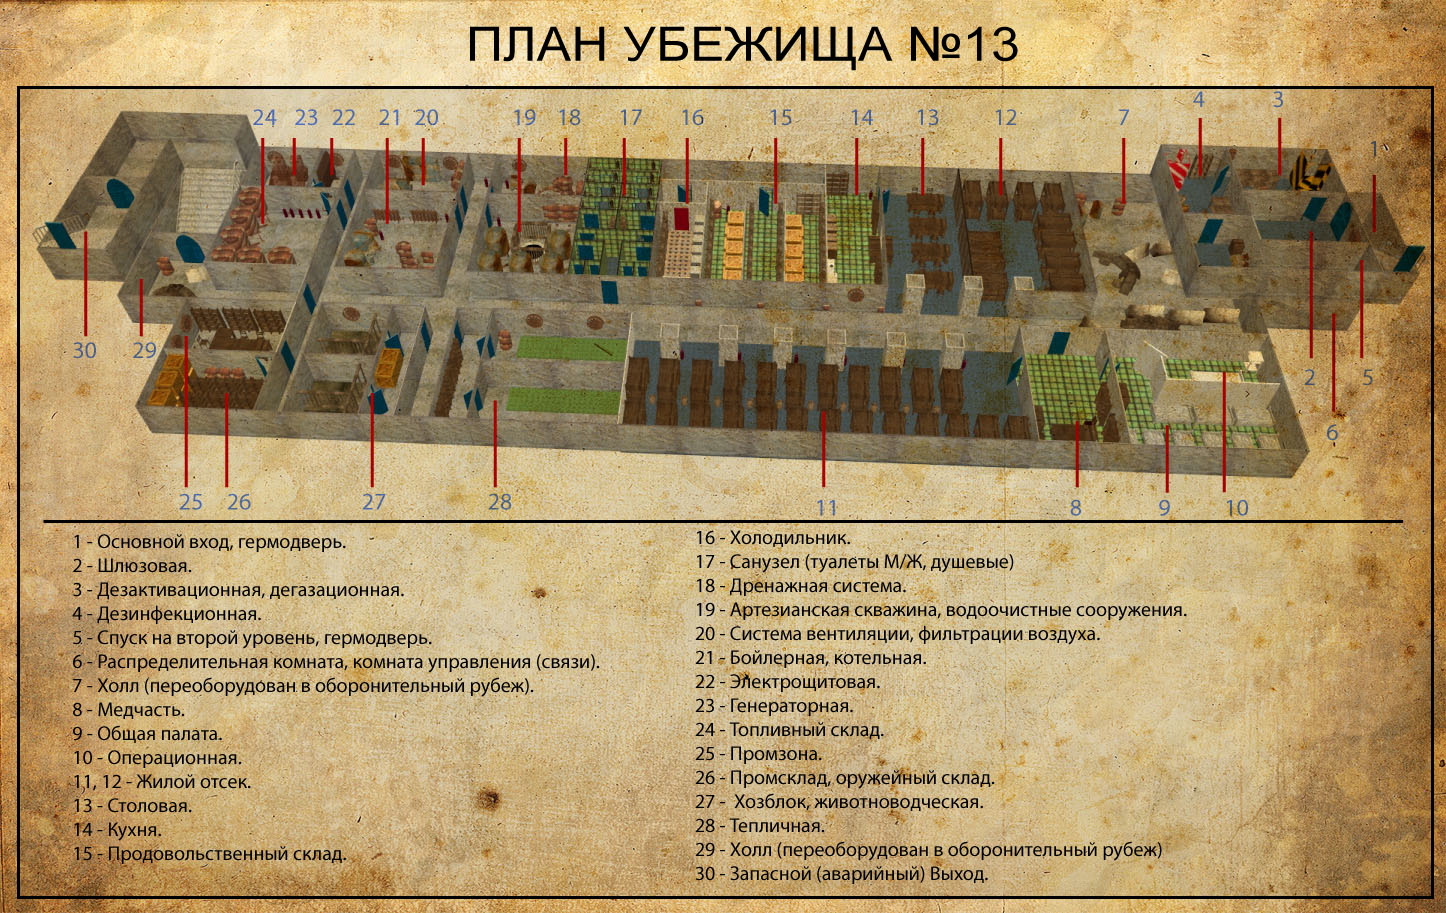 ПЛАН УБЕЖИЩА №13
4 3
24 23 22 21 20 19 18 17 16 15 14 13 12 7
1
30 29 2 5
6
25 26 27 28 11 8 9 10
1 - Основной вход, гермодверь.
2 - Шлюзовая.
3 - Дезактивационная, дегазационная.
4 - Дезинфекционная.
5 - Спуск на второй уровень, гермодверь.
6 - Распределительная комната, комната управления (связи).
7 - Холл (переоборудован в оборонительный рубеж).
8 - Медчасть.
9 - Общая палата.
10 - Операционная.
11, 12 - Жилой отсек.
13 - Столовая.
14 - Кухня.
15 - Продовольственный склад.
16 - Холодильник.
17 - Санузел (туалеты М/Ж, душевые)
18 - Дренажная система.
19 - Артезианская скважина, водоочистные сооружения.
20 - Система вентиляции, фильтрации воздуха.
21 - Бойлерная, котельная.
22 - Электрощитовая.
23 - Генераторная.
24 - Топливный склад.
25 - Промзона.
26 - Промсклад, оружейный склад.
27 - Хозблок, животноводческая.
28 - Тепличная.
29 - Холл (переоборудован в оборонительный рубеж)
30 - Запасной (аварийный) Выход.